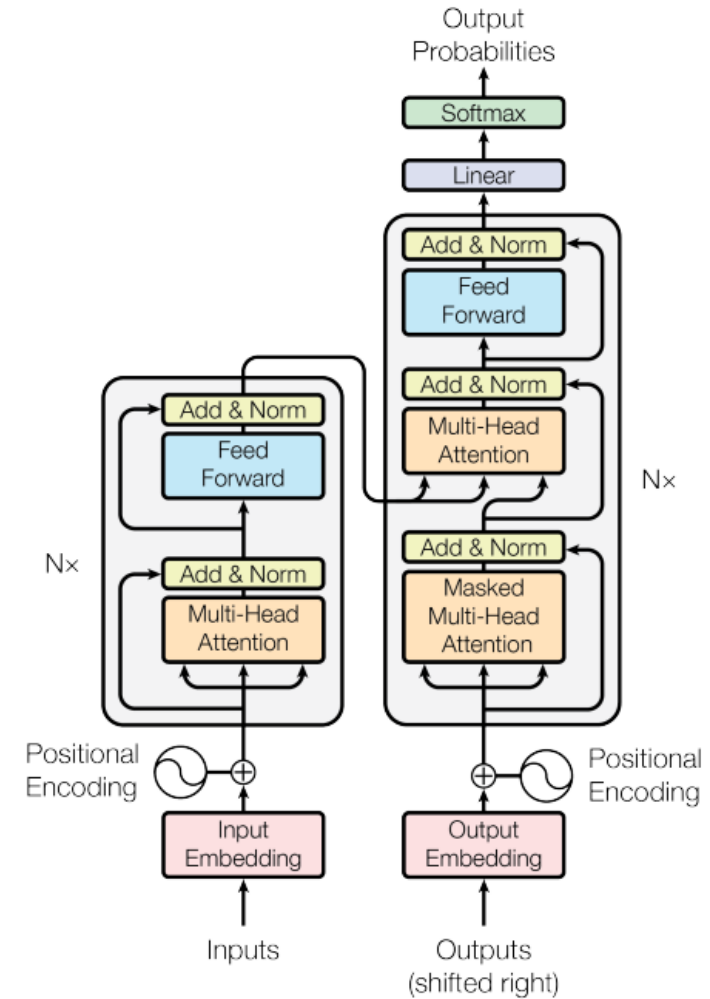 Output
Probabilities
Softmax
Linear
Add & Norm
Feed
Forward
Add & Norm
Multi-Head
Attention
Add & Norm
Masked
Multi-Head
Attention
Nx
Add & Norm
Feed
Forward
Add & Norm
Multi-Head
Attention
Nx
Positional
Encoding
Positional
Encoding
Input
Embedding
Output
Embedding
Inputs
Outputs
(shifted right)